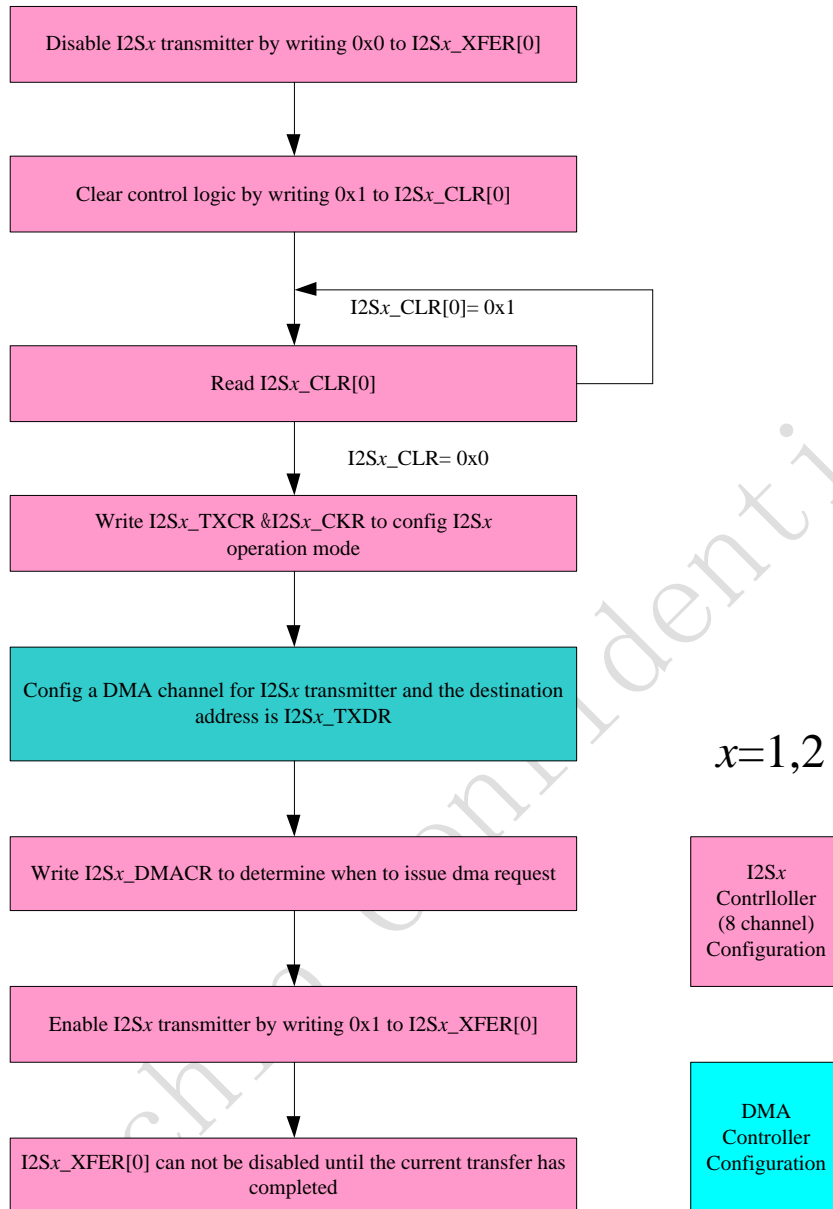 Disable I2Sx transmitter by writing 0x0 to I2Sx_XFER[0]
Clear control logic by writing 0x1 to I2Sx_CLR[0]
I2Sx_CLR[0]= 0x1
Read I2Sx_CLR[0]
I2Sx_CLR= 0x0
Write I2Sx_TXCR &I2Sx_CKR to config I2Sx
operation mode
Config a DMA channel for I2Sx transmitter and the destination
address is I2Sx_TXDR
x=1,2
Write I2Sx_DMACR to determine when to issue dma request
I2Sx
Contrlloller
(8 channel)
Configuration
Enable I2Sx transmitter by writing 0x1 to I2Sx_XFER[0]
I2Sx_XFER[0] can not be disabled until the current transfer has
completed
DMA
Controller
Configuration